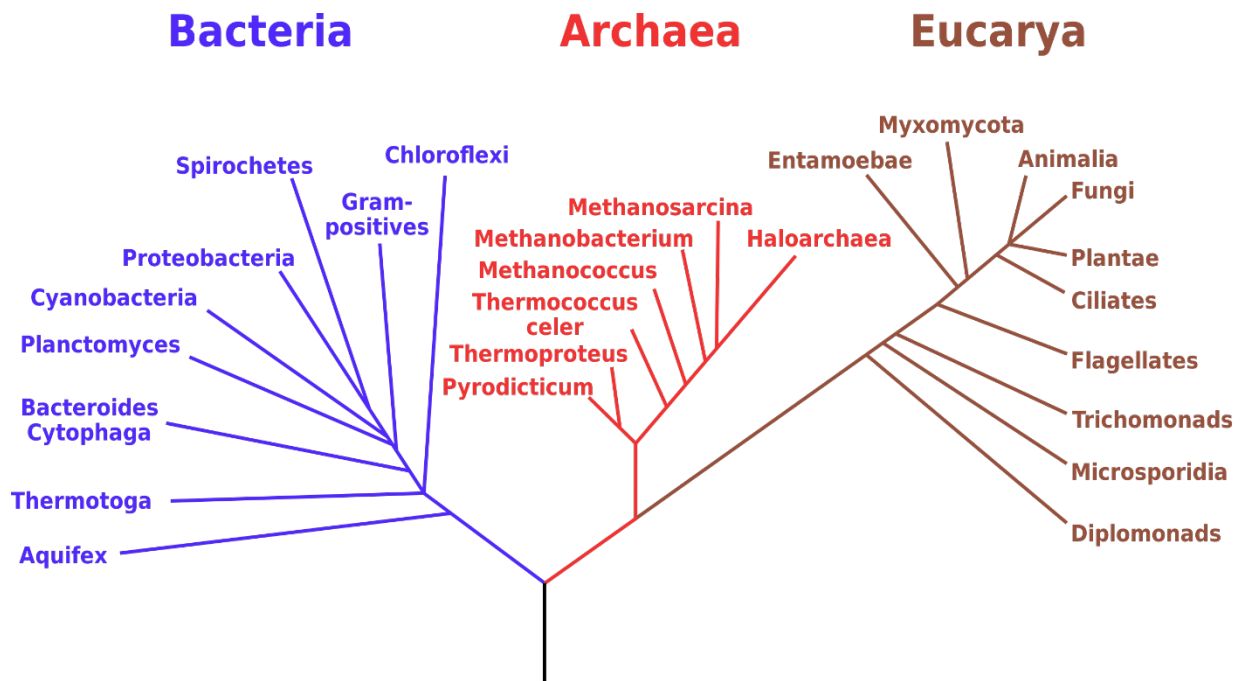 Bacteria
Archaea
Eucarya
Spirochetes
Chloroflexi
Gram-
positives
Proteobacteria
Cyanobacteria
Planctomyces
Bacteroides
Cytophaga
Thermotoga
Aquifex
Methanosarcina
Methanobacterium
Haloarchaea
Methanococcus
Thermococcus
celer
Thermoproteus
Pyrodicticum
Myxomycota
Entamoebae
Animalia
Fungi
Plantae
Ciliates
Flagellates
Trichomonads
Microsporidia
Diplomonads